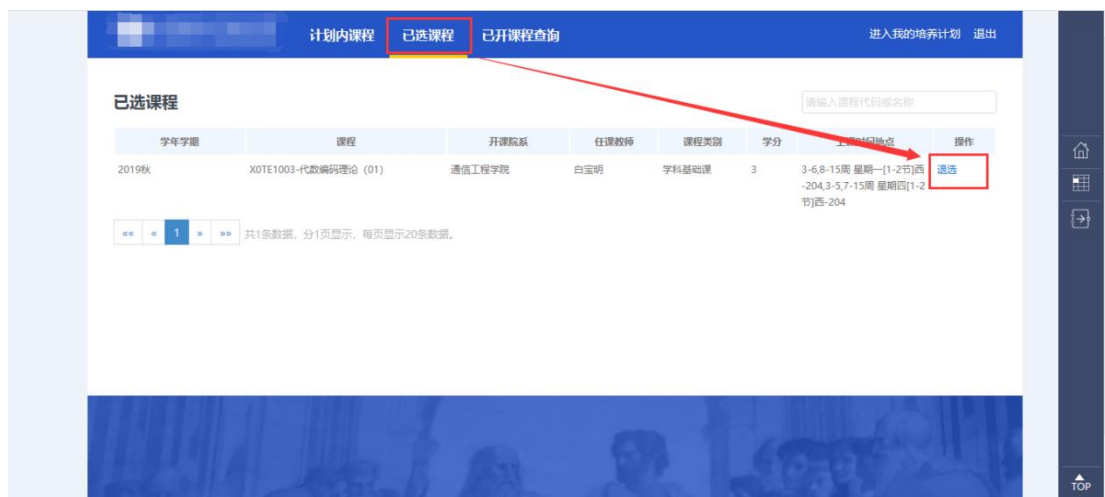 计划内课程 已选课程 已开课程查询 进入我的培养计划 退出
已选课程
请输入课程代码或名称
学年学期 课程 开课院系 任课教师 课程类别 学分 上课时间地点 操作
2019秋 X0TE1003-代数编码理论 (01) 通信工程学院 白宝明 学科基础课 3 3-6,8-15周 星期一[1-2节]西 退选
-204,3-5,7-15周 星期四[1-2
节]西-204
«« « 1 » »» 共1条数据，分1页显示，每页显示20条数据。
TOP